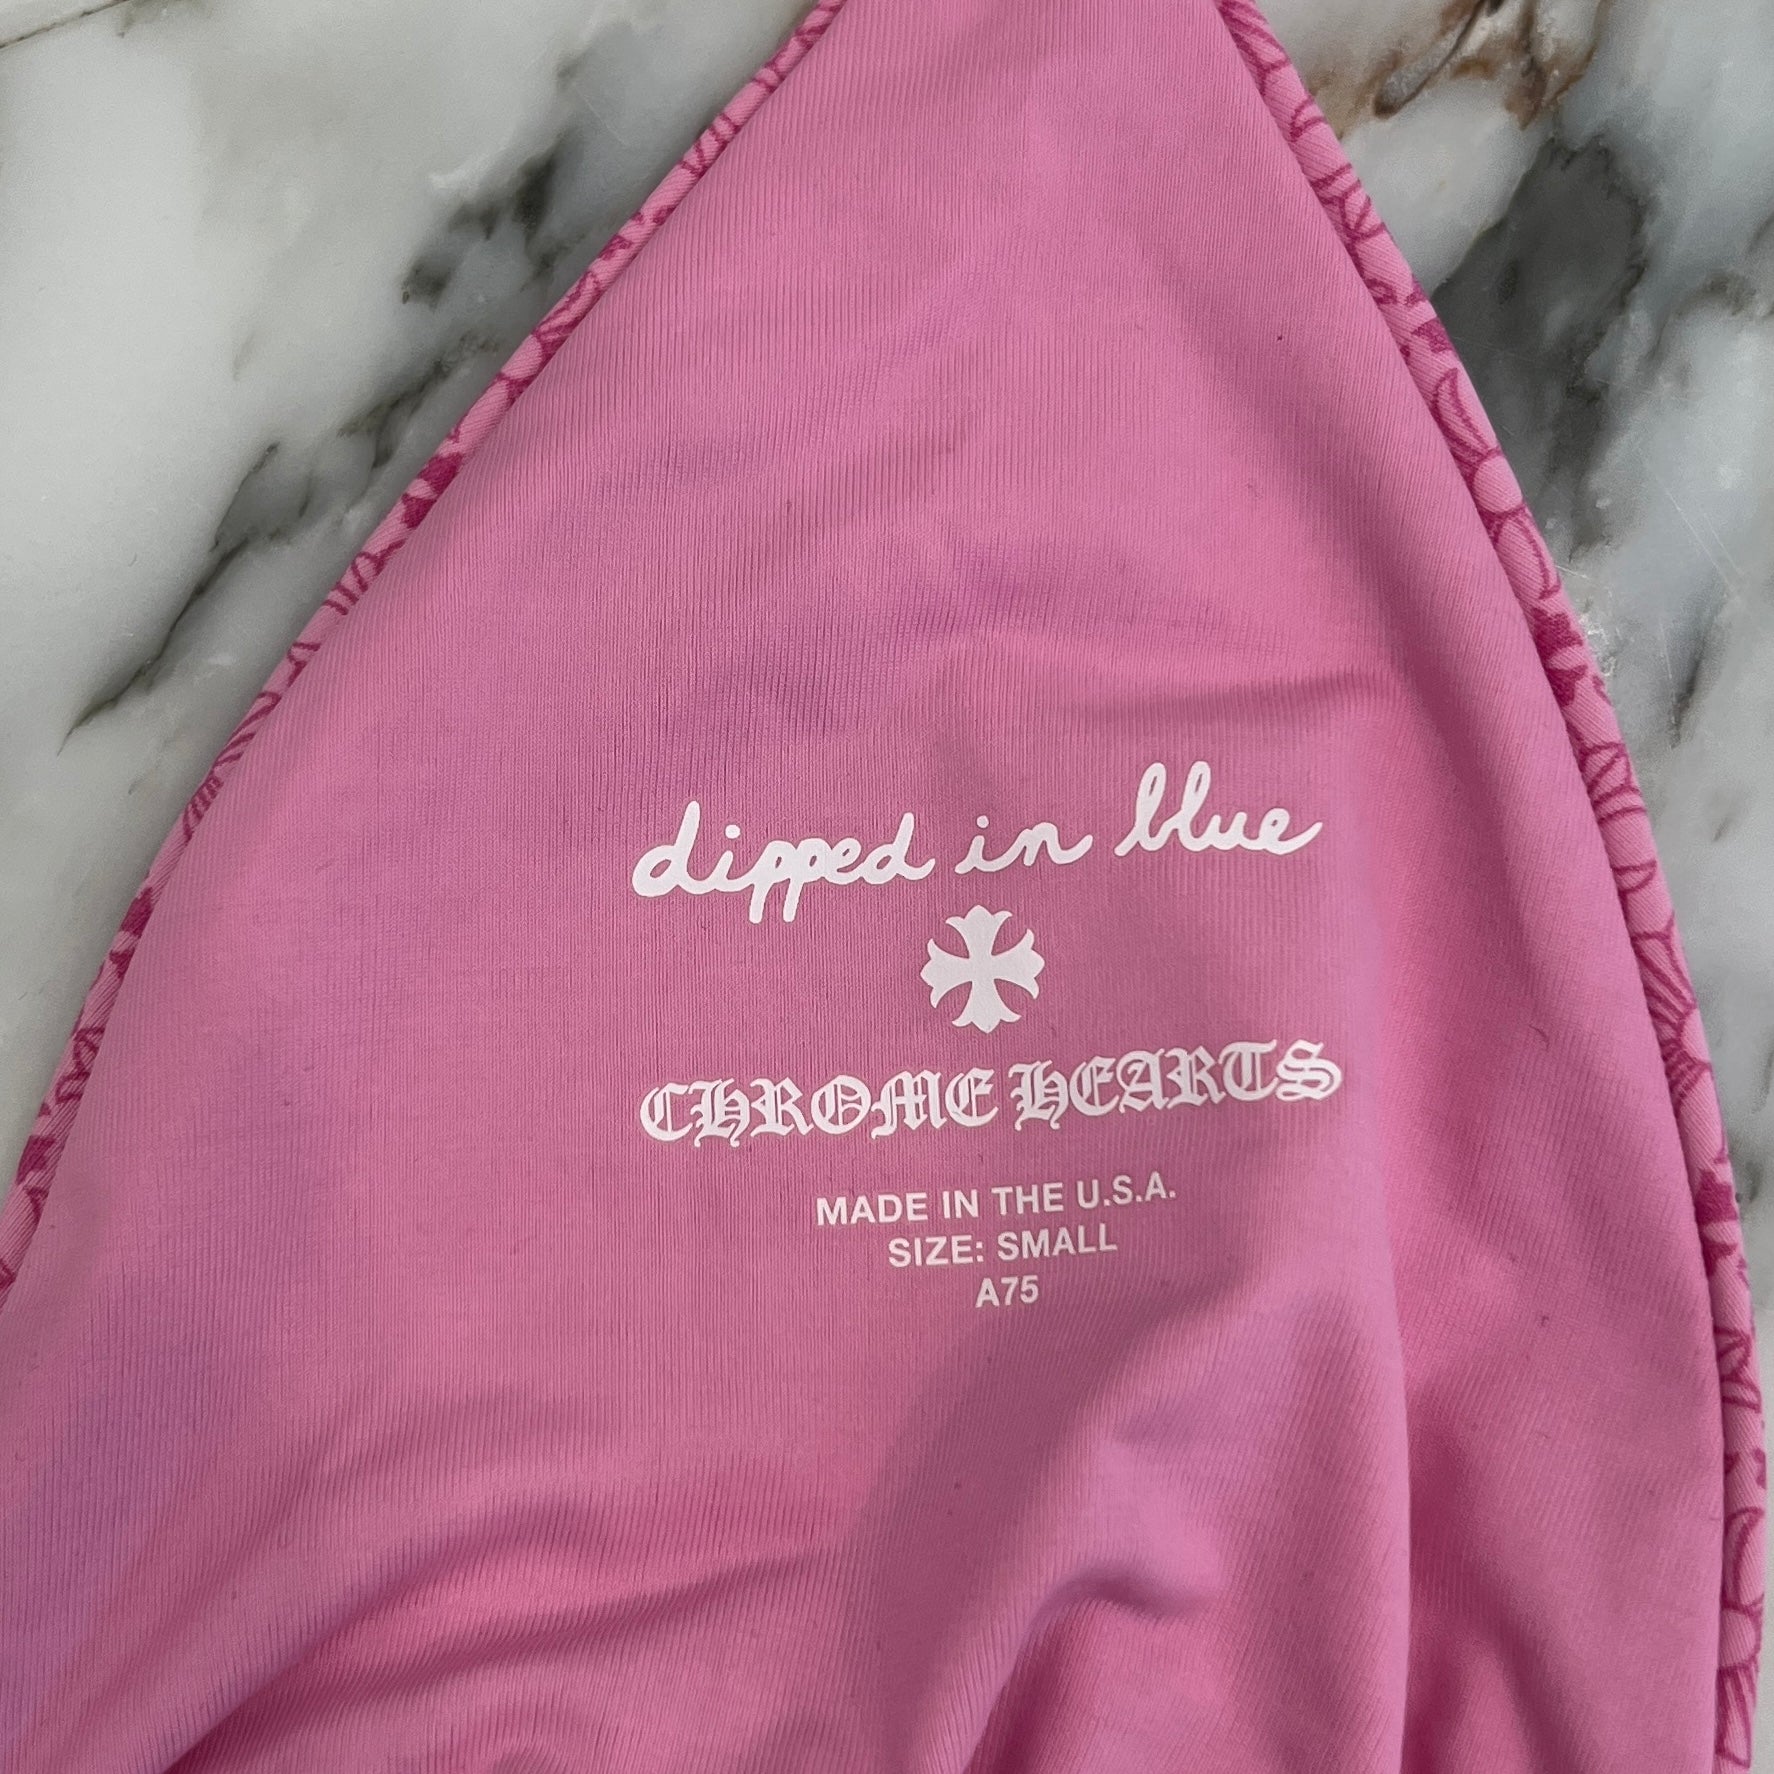 dipped in blue
CHROME HEARTS
MADE IN THE U.S.A.
SIZE: SMALL
A75